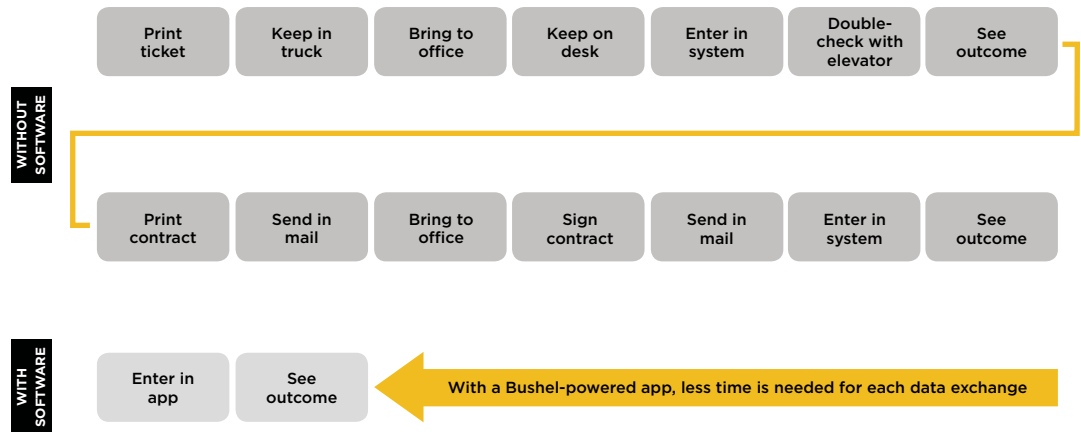 Print
ticket
Keep in
truck
Bring to
office
Keep on
desk
Enter in
system
Double-
check with
elevator
See
outcome
WITHOUT
SOFTWARE
Print
contract
Send in
mail
Bring to
office
Sign
contract
Send in
mail
Enter in
system
See
outcome
WITH
SOFTWARE
Enter in
app
See
outcome
With a Bushel-powered app, less time is needed for each data exchange